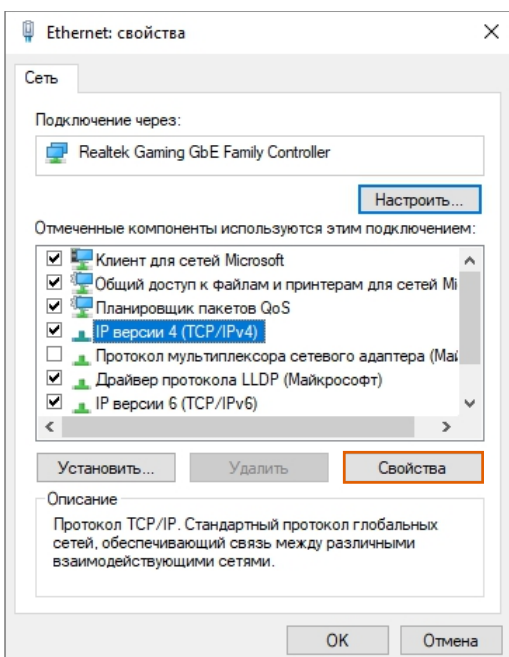 Ethernet: свойства
Сеть
Подключение через:
Realtek Gaming GbE Family Controller
Настроить...
Отмеченные компоненты используются этим подключением:
Клиент для сетей Microsoft
Общий доступ к файлам и принтерам для сетей Mi
Планировщик пакетов QoS
IP версии 4 (TCP/IPv4)
Протокол мультиплексора сетевого адаптера (Май
Драйвер протокола LLDP (Майкрософт)
IP версии 6 (TCP/IPv6)
Установить... Удалить Свойства
Описание
Протокол TCP/IP. Стандартный протокол глобальных
сетей, обеспечивающий связь между различными
взаимодействующими сетями.
OK Отмена